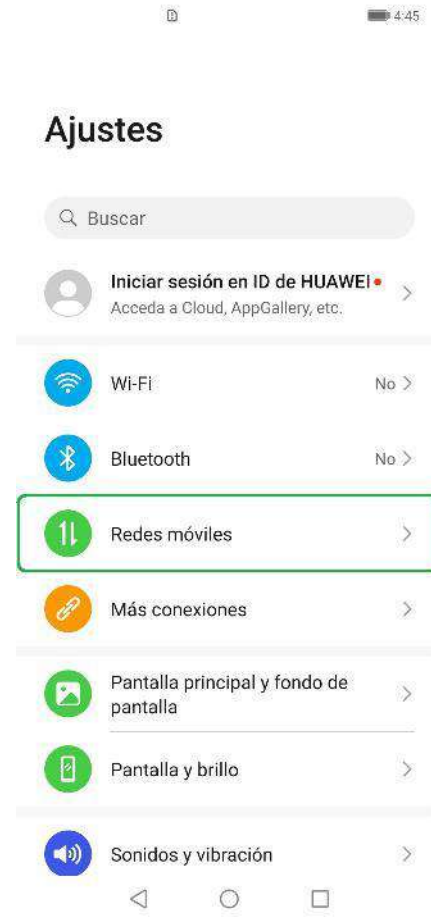 4:45
Ajustes
Buscar
Iniciar sesión en ID de HUAWEI
Acceda a Cloud, AppGallery, etc.
Wi-Fi No
Bluetooth No
Redes móviles
Más conexiones
Pantalla principal y fondo de
pantalla
Pantalla y brillo
Sonidos y vibración